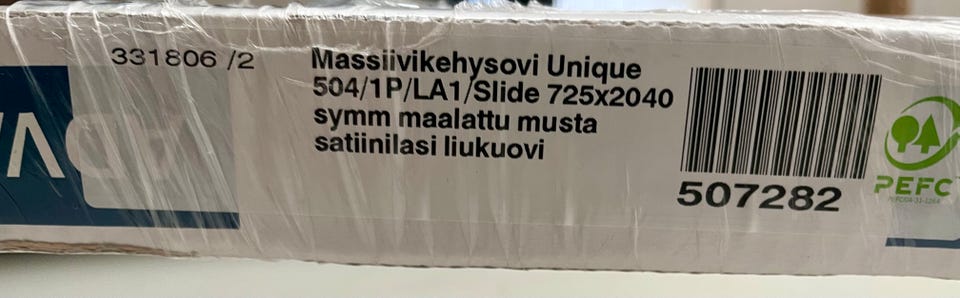 331806 /2
Massiivikehysovi Unique
504/1P/LA1/Slide 725x2040
symm maalattu musta
satiinilasi liukuovi
507282
PEFC